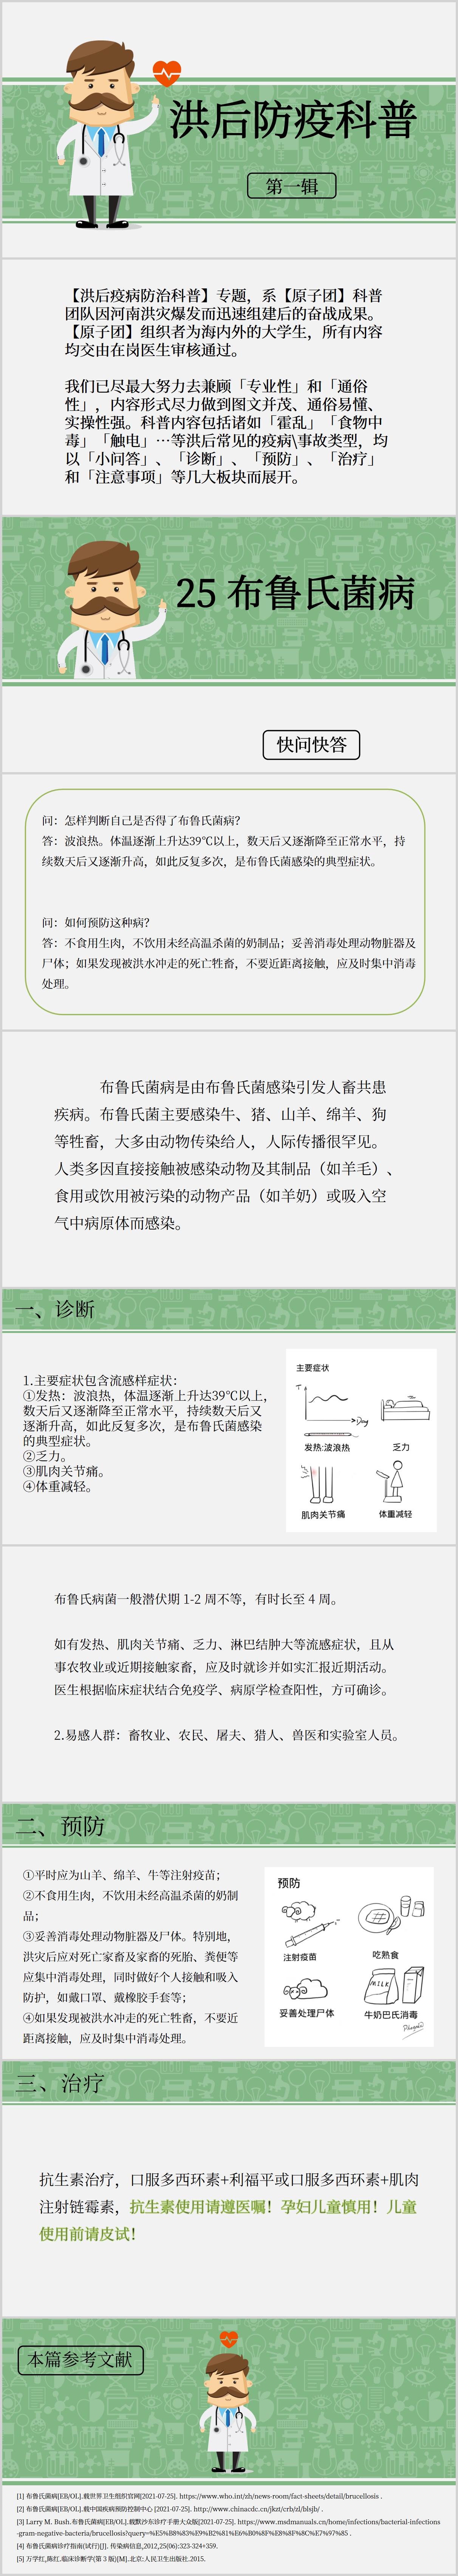 洪后防疫科普
第一辑
【洪后疫病防治科普】专题，系【原子团】科普
团队因河南洪灾爆发而迅速组建后的奋战成果。
【原子团】组织者为海内外的大学生，所有内容
均交由在岗医生审核通过。
我们已尽最大努力去兼顾「专业性」和「通俗
性」，内容形式尽力做到图文并茂、通俗易懂、
实操性强。科普内容包括诸如「霍乱」「食物中
毒」「触电」…等洪后常见的疫病\事故类型，均
以「小问答」、「诊断」、「预防」、「治疗」
和「注意事项」等几大板块而展开。
25 布鲁氏菌病
快问快答
问：怎样判断自己是否得了布鲁氏菌病？
答：波浪热。体温逐渐上升达39℃以上，数天后又逐渐降至正常水平，持
续数天后又逐渐升高，如此反复多次，是布鲁氏菌感染的典型症状。
问：如何预防这种病？
答：不食用生肉，不饮用未经高温杀菌的奶制品；妥善消毒处理动物脏器及
尸体；如果发现被洪水冲走的死亡牲畜，不要近距离接触，应及时集中消毒
处理。
布鲁氏菌病是由布鲁氏菌感染引发人畜共患
疾病。布鲁氏菌主要感染牛、猪、山羊、绵羊、狗
等牲畜，大多由动物传染给人，人际传播很罕见。
人类多因直接接触被感染动物及其制品（如羊毛）、
食用或饮用被污染的动物产品（如羊奶）或吸入空
气中病原体而感染。
一、诊断
1.主要症状包含流感样症状：
①发热：波浪热，体温逐渐上升达39℃以上，
数天后又逐渐降至正常水平，持续数天后又
逐渐升高，如此反复多次，是布鲁氏菌感染
的典型症状。
②乏力。
③肌肉关节痛。
④体重减轻。
主要症状
T
Day
发热:波浪热
乏力
肌肉关节痛
体重减轻
布鲁氏病菌一般潜伏期 1-2 周不等，有时长至 4 周。
如有发热、肌肉关节痛、乏力、淋巴结肿大等流感症状，且从
事农牧业或近期接触家畜，应及时就诊并如实汇报近期活动。
医生根据临床症状结合免疫学、病原学检查阳性，方可确诊。
2.易感人群：畜牧业、农民、屠夫、猎人、兽医和实验室人员。
二、预防
①平时应为山羊、绵羊、牛等注射疫苗；
②不食用生肉，不饮用未经高温杀菌的奶制
品；
③妥善消毒处理动物脏器及尸体。特别地，
洪灾后应对死亡家畜及家畜的死胎、粪便等
应集中消毒处理，同时做好个人接触和吸入
防护，如戴口罩、戴橡胶手套等；
④如果发现被洪水冲走的死亡牲畜，不要近
距离接触，应及时集中消毒处理。
预防
注射疫苗
吃熟食
MILK
妥善处理尸体
牛奶巴氏消毒
三、治疗
抗生素治疗，口服多西环素+利福平或口服多西环素+肌肉
注射链霉素，抗生素使用请遵医嘱！孕妇儿童慎用！儿童
使用前请皮试！
本篇参考文献
[1] 布鲁氏菌病[EB/OL].载世界卫生组织官网[2021-07-25]. https://www.who.int/zh/news-room/fact-sheets/detail/brucellosis .
[2] 布鲁氏菌病[EB/OL].载中国疾病预防控制中心 [2021-07-25]. http://www.chinacdc.cn/jkzt/crb/zl/blsjb/ .
[3] Larry M. Bush.布鲁氏菌病[EB/OL].载默沙东诊疗手册大众版[2021-07-25]. https://www.msdmanuals.cn/home/infections/bacterial-infections
-gram-negative-bacteria/brucellosis?query=%E5%B8%83%E9%B2%81%E6%B0%8F%E8%8F%8C%E7%97%85 .
[4] 布鲁氏菌病诊疗指南(试行)[J]. 传染病信息,2012,25(06):323-324+359.
[5] 万学红,陈红.临床诊断学(第 3 版)[M].北京:人民卫生出版社.2015.